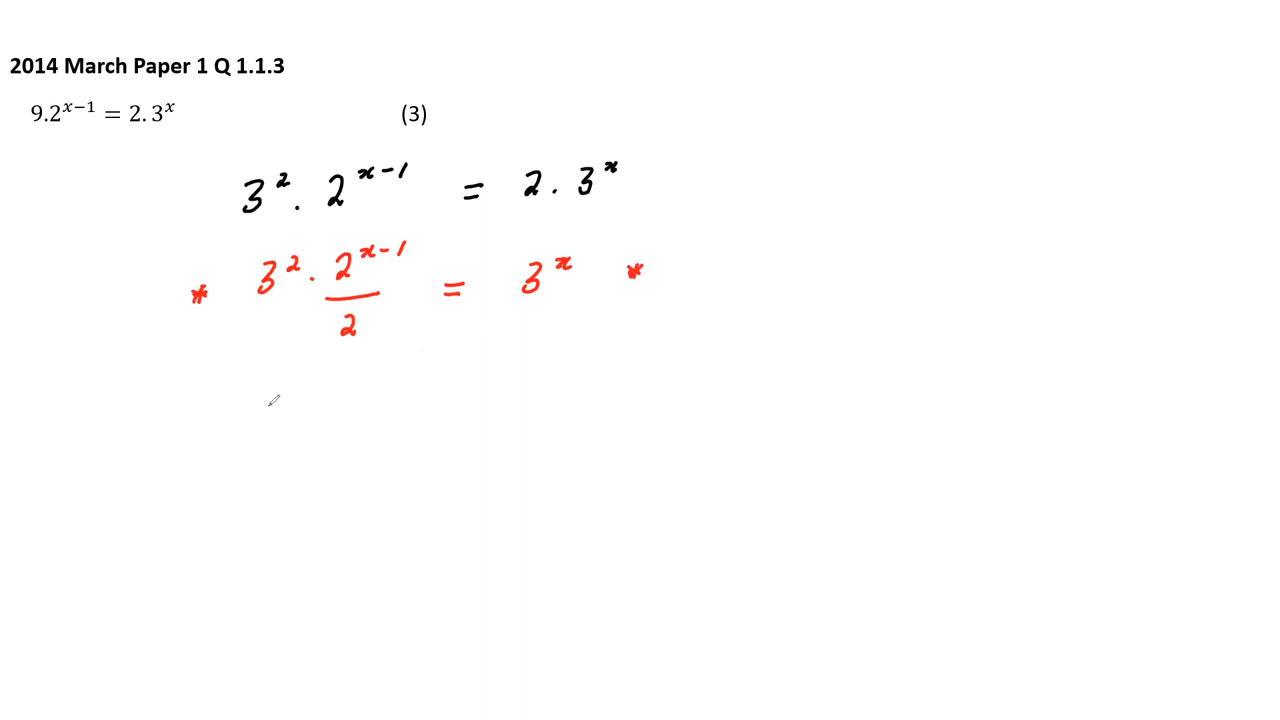 2014 March Paper 1 Q 1.1.3
9.2^{x−1} = 2.3^x (3)
3^2 . 2^{x-1} = 2 . 3^x
* 3^2 . \frac{2^{x-1}}{2} = 3^x *